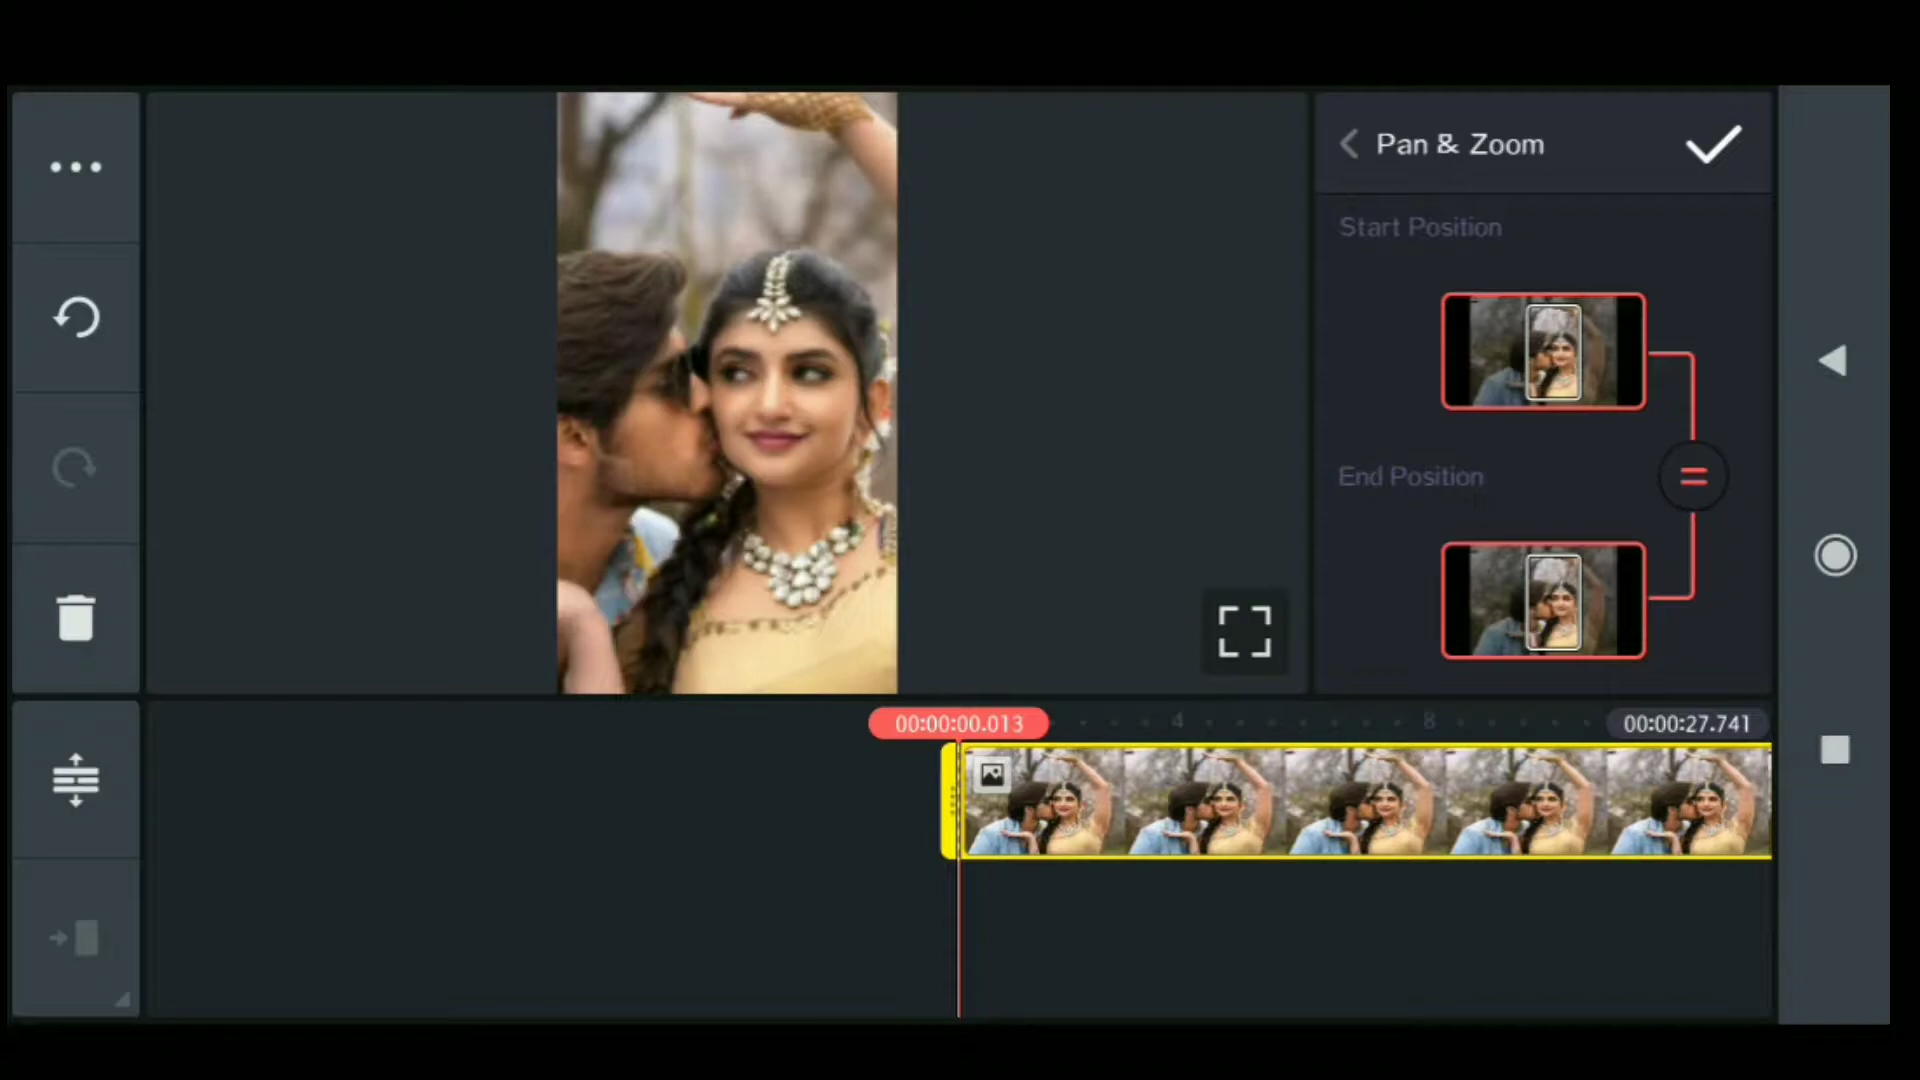 Pan & Zoom
Start Position
End Position
00:00:00.013
4
8
00:00:27.741